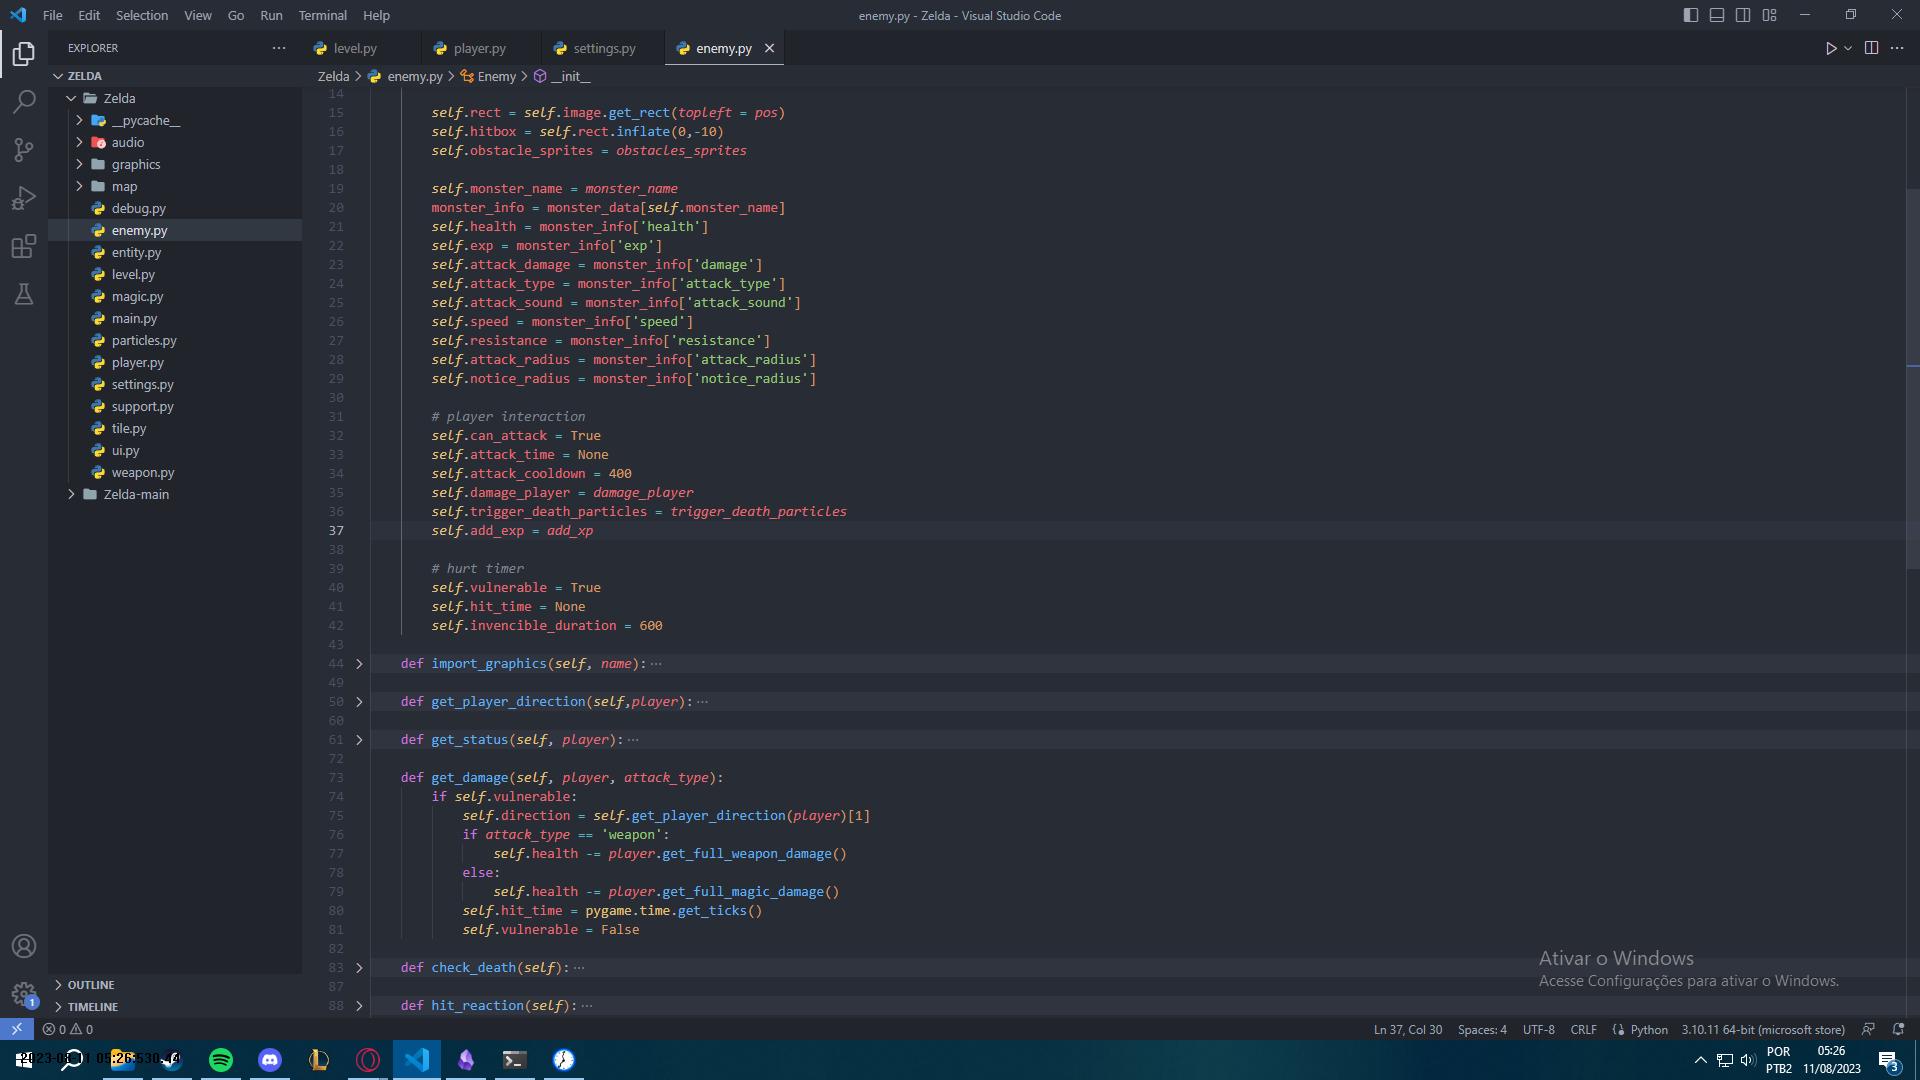 File Edit Selection View Go Run Terminal Help
enemy.py - Zelda - Visual Studio Code
EXPLORER
level.py
player.py
settings.py
enemy.py
ZELDA
Zelda > enemy.py > Enemy > __init__
Zelda
__pycache__
audio
graphics
map
debug.py
enemy.py
entity.py
level.py
magic.py
main.py
particles.py
player.py
settings.py
support.py
tile.py
ui.py
weapon.py
Zelda-main
OUTLINE
TIMELINE
14
15 self.rect = self.image.get_rect(topleft = pos)
16 self.hitbox = self.rect.inflate(0,-10)
17 self.obstacle_sprites = obstacles_sprites
18
19 self.monster_name = monster_name
20 monster_info = monster_data[self.monster_name]
21 self.health = monster_info['health']
22 self.exp = monster_info['exp']
23 self.attack_damage = monster_info['damage']
24 self.attack_type = monster_info['attack_type']
25 self.attack_sound = monster_info['attack_sound']
26 self.speed = monster_info['speed']
27 self.resistance = monster_info['resistance']
28 self.attack_radius = monster_info['attack_radius']
29 self.notice_radius = monster_info['notice_radius']
30
31 # player interaction
32 self.can_attack = True
33 self.attack_time = None
34 self.attack_cooldown = 400
35 self.damage_player = damage_player
36 self.trigger_death_particles = trigger_death_particles
37 self.add_exp = add_xp
38
39 # hurt timer
40 self.vulnerable = True
41 self.hit_time = None
42 self.invencible_duration = 600
43
44 def import_graphics(self, name): ···
49
50 def get_player_direction(self,player): ···
60
61 def get_status(self, player): ···
72
73 def get_damage(self, player, attack_type):
74 if self.vulnerable:
75 self.direction = self.get_player_direction(player)[1]
76 if attack_type == 'weapon':
77 self.health -= player.get_full_weapon_damage()
78 else:
79 self.health -= player.get_full_magic_damage()
80 self.hit_time = pygame.time.get_ticks()
81 self.vulnerable = False
82
83 def check_death(self): ···
87
88 def hit_reaction(self): ···
Ativar o Windows
Acesse Configurações para ativar o Windows.
1
0 0
Ln 37, Col 30 Spaces: 4 UTF-8 CRLF Python 3.10.11 64-bit (microsoft store)
POR
PTB2
05:26
11/08/2023
3